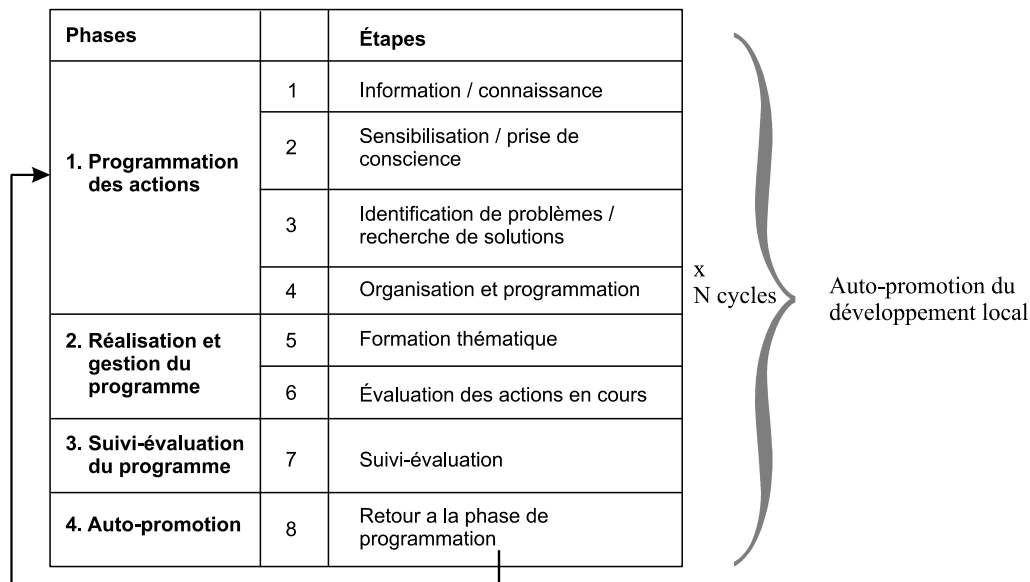 Phases
Étapes
1. Programmation
des actions
1
Information / connaissance
2
Sensibilisation / prise de
conscience
3
Identification de problèmes /
recherche de solutions
4
Organisation et programmation
2. Réalisation et
gestion du
programme
5
Formation thématique
6
Évaluation des actions en cours
3. Suivi-évaluation
du programme
7
Suivi-évaluation
4. Auto-promotion
8
Retour a la phase de
programmation
x
N cycles
Auto-promotion du
développement local